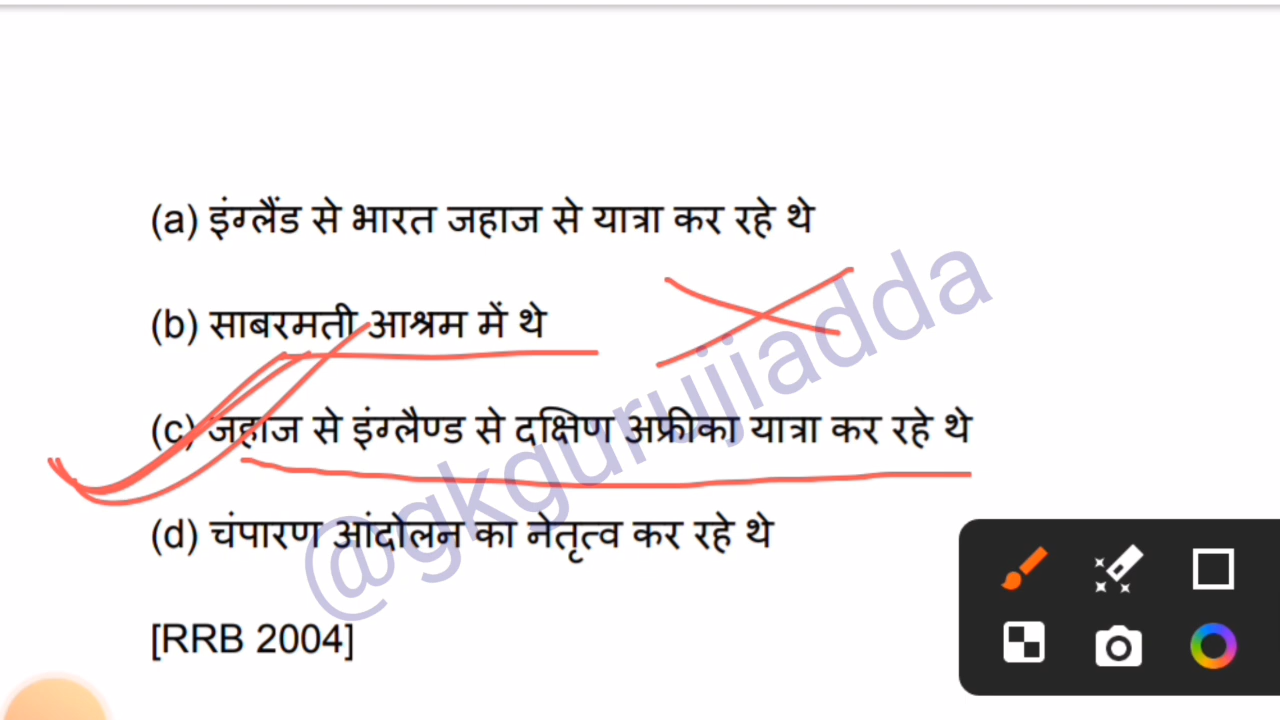 (a) इंग्लैंड से भारत जहाज से यात्रा कर रहे थे
(b) साबरमती आश्रम में थे
(c) जहाज से इंग्लैण्ड से दक्षिण अफ्रीका यात्रा कर रहे थे
(d) चंपारण आंदोलन का नेतृत्व कर रहे थे
[RRB 2004]
@gkgurujiadda